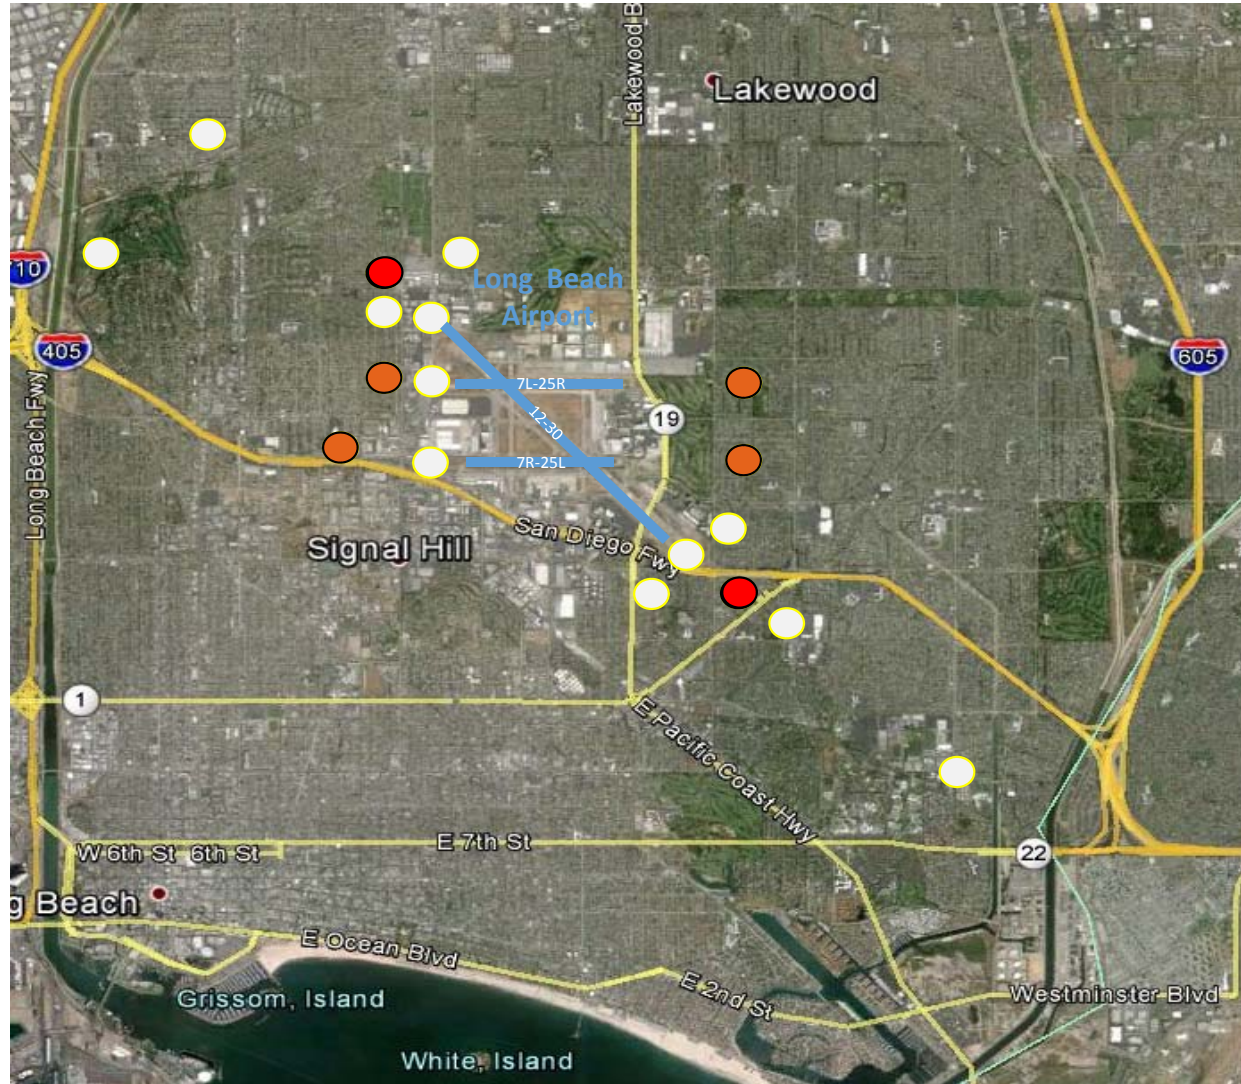 Lakewood_B
Lakewood
710
Long Beach
Airport
405
605
7L-25R
19
12-30
Long Beach Fwy
7R-25L
San Diego Fwy
Signal Hill
1
E Pacific Coast Hwy
E 7th St
W 6th St 6th St
22
g Beach
E Ocean Blvd
E 2nd St
Grissom, Island
Westminster Blvd
White, Island